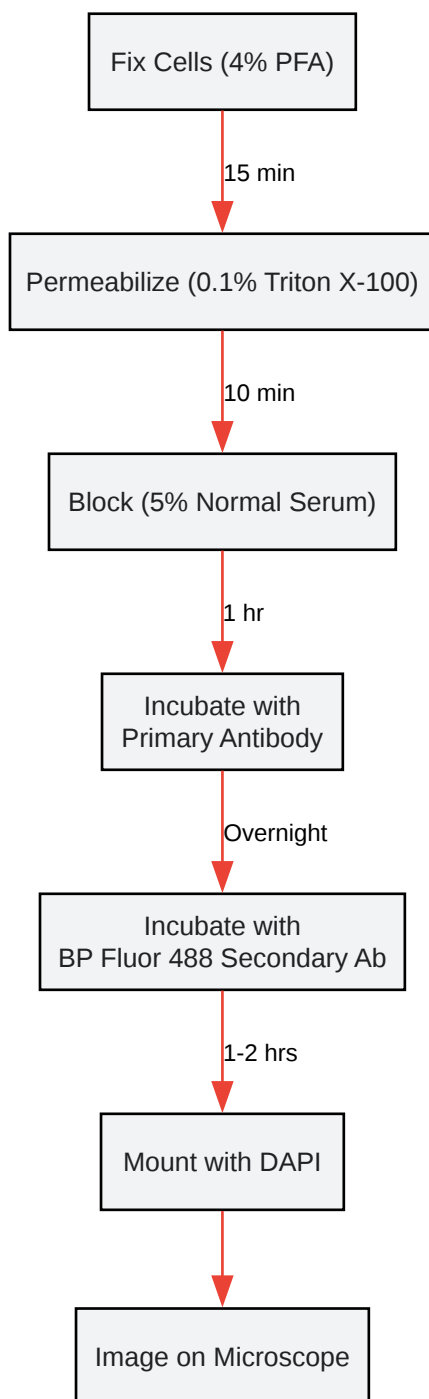 Fix Cells (4% PFA)
15 min
Permeabilize (0.1% Triton X-100)
10 min
Block (5% Normal Serum)
1 hr
Incubate with
Primary Antibody
Overnight
Incubate with
BP Fluor 488 Secondary Ab
1-2 hrs
Mount with DAPI
Image on Microscope